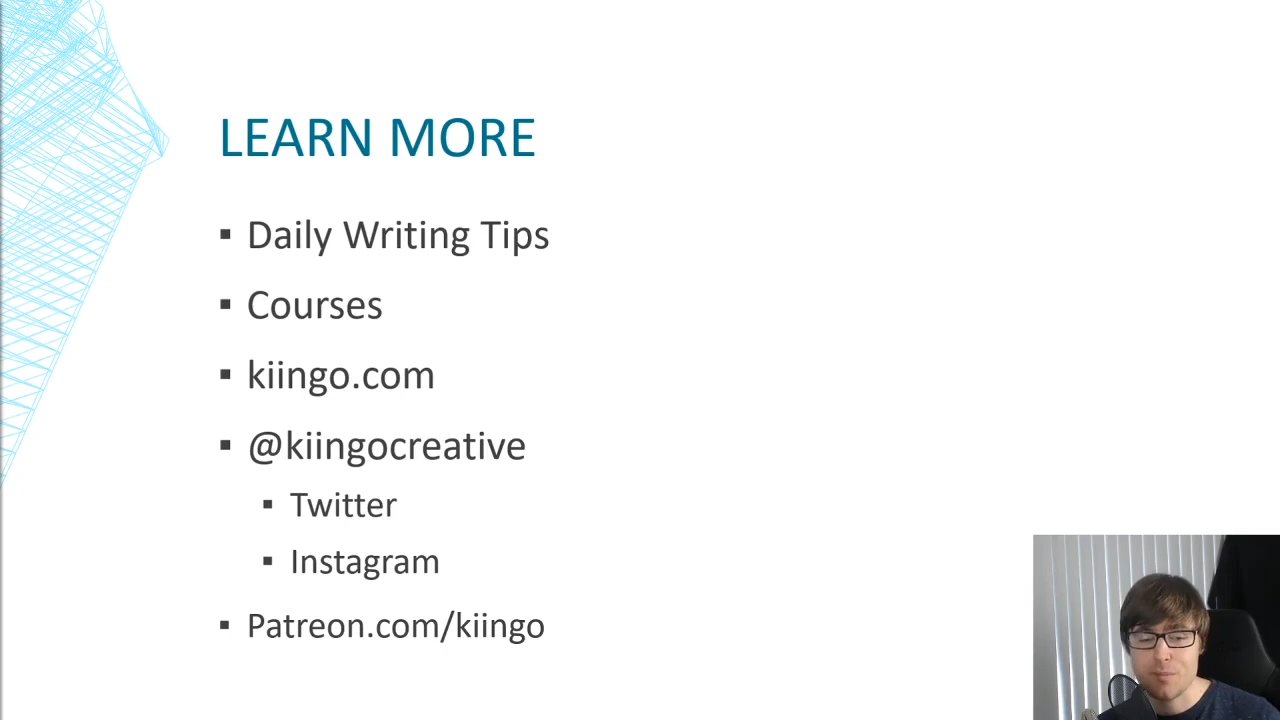 LEARN MORE
Daily Writing Tips
Courses
kiingo.com
@kiingocreative
Twitter
Instagram
Patreon.com/kiingo